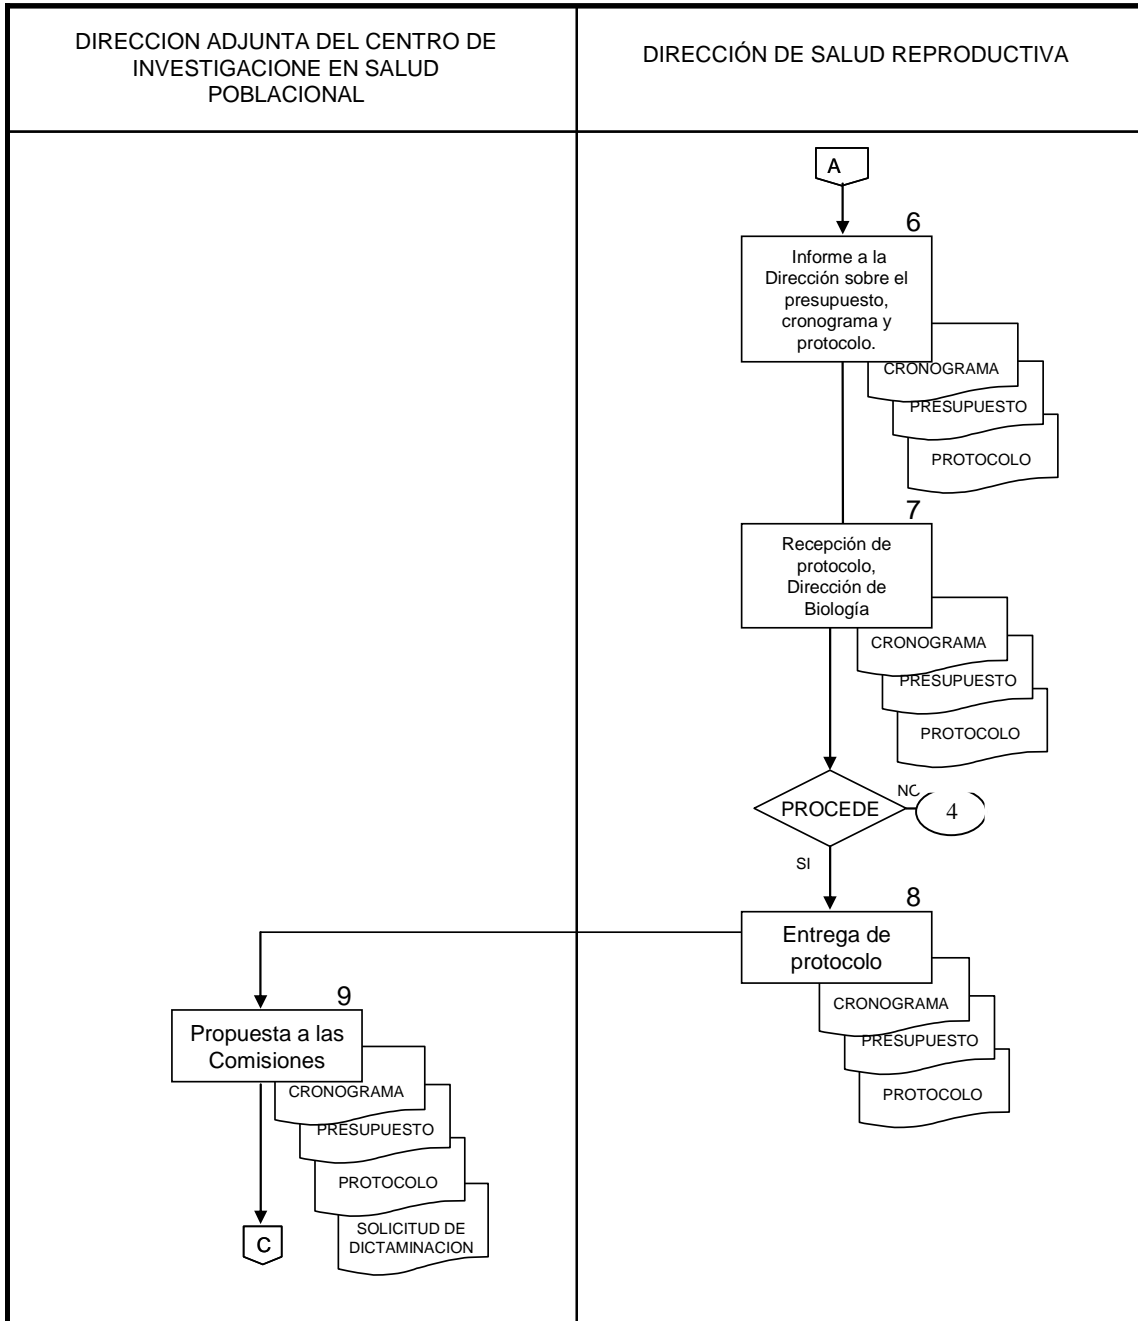 DIRECCION ADJUNTA DEL CENTRO DE
INVESTIGACIONE EN SALUD
POBLACIONAL
DIRECCIÓN DE SALUD REPRODUCTIVA
A
6
Informe a la
Dirección sobre el
presupuesto,
cronograma y
protocolo.
CRONOGRAMA
PRESUPUESTO
PROTOCOLO
7
Recepción de
protocolo,
Dirección de
Biología
CRONOGRAMA
PRESUPUESTO
PROTOCOLO
PROCEDE
NO
4
SI
8
Entrega de
protocolo
CRONOGRAMA
PRESUPUESTO
PROTOCOLO
9
Propuesta a las
Comisiones
CRONOGRAMA
PRESUPUESTO
PROTOCOLO
SOLICITUD DE
DICTAMINACION
C